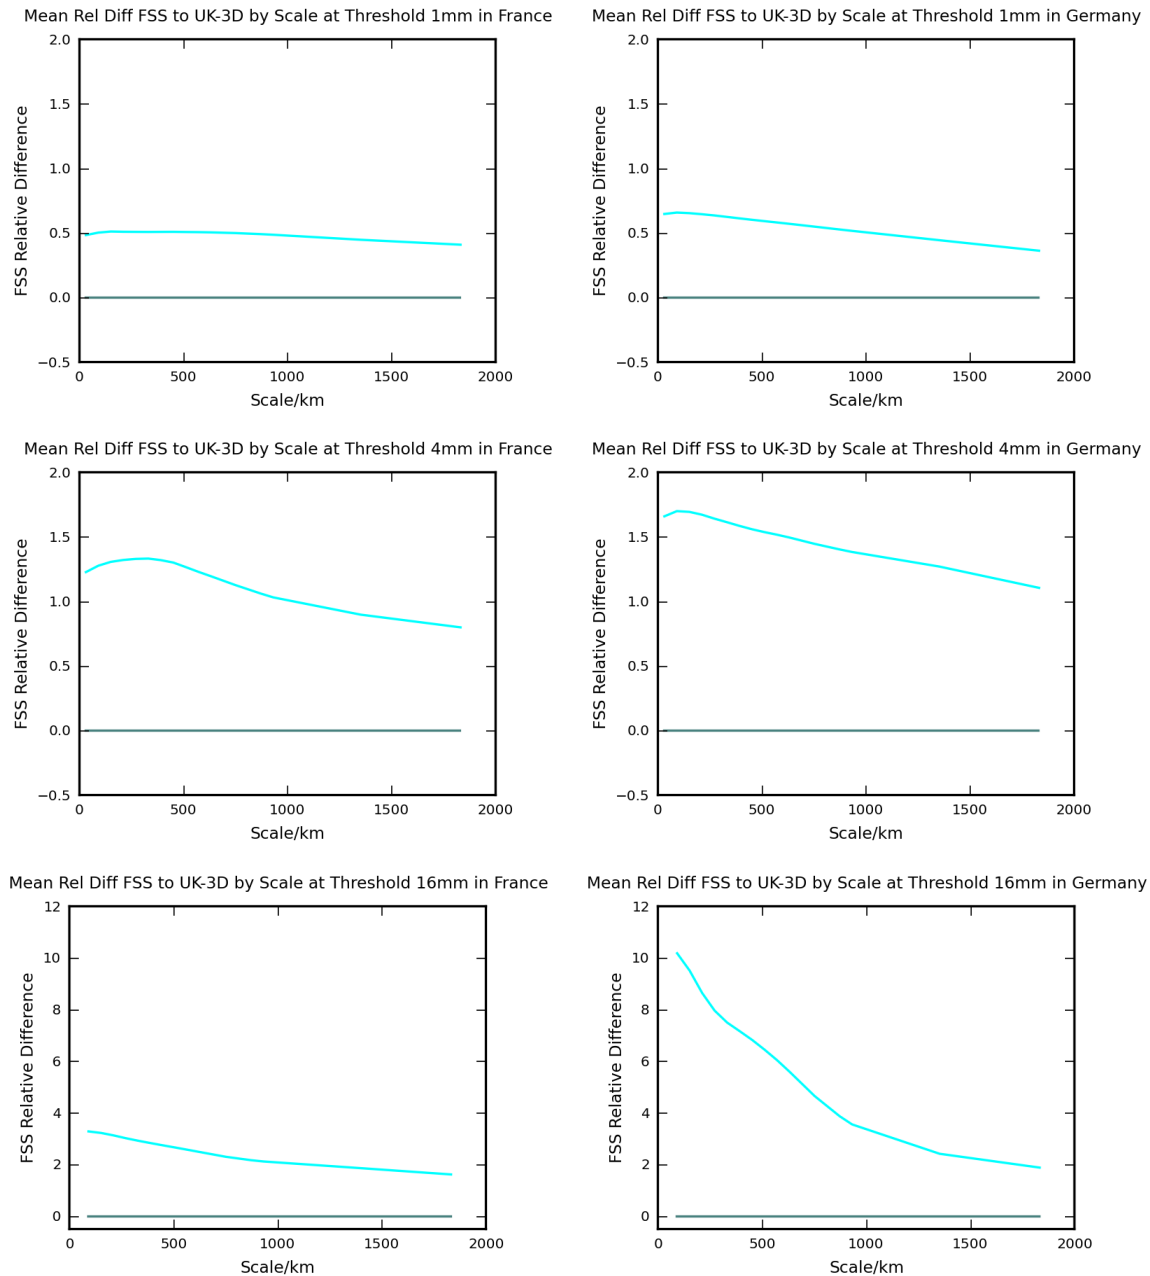 Mean Rel Diff FSS to UK-3D by Scale at Threshold 1mm in France
2.0
1.5
1.0
0.5
0.0
−0.5
FSS Relative Difference
0 500 1000 1500 2000
Scale/km
Mean Rel Diff FSS to UK-3D by Scale at Threshold 1mm in Germany
2.0
1.5
1.0
0.5
0.0
−0.5
FSS Relative Difference
0 500 1000 1500 2000
Scale/km
Mean Rel Diff FSS to UK-3D by Scale at Threshold 4mm in France
2.0
1.5
1.0
0.5
0.0
−0.5
FSS Relative Difference
0 500 1000 1500 2000
Scale/km
Mean Rel Diff FSS to UK-3D by Scale at Threshold 4mm in Germany
2.0
1.5
1.0
0.5
0.0
−0.5
FSS Relative Difference
0 500 1000 1500 2000
Scale/km
Mean Rel Diff FSS to UK-3D by Scale at Threshold 16mm in France
12
10
8
6
4
2
0
FSS Relative Difference
0 500 1000 1500 2000
Scale/km
Mean Rel Diff FSS to UK-3D by Scale at Threshold 16mm in Germany
12
10
8
6
4
2
0
FSS Relative Difference
0 500 1000 1500 2000
Scale/km